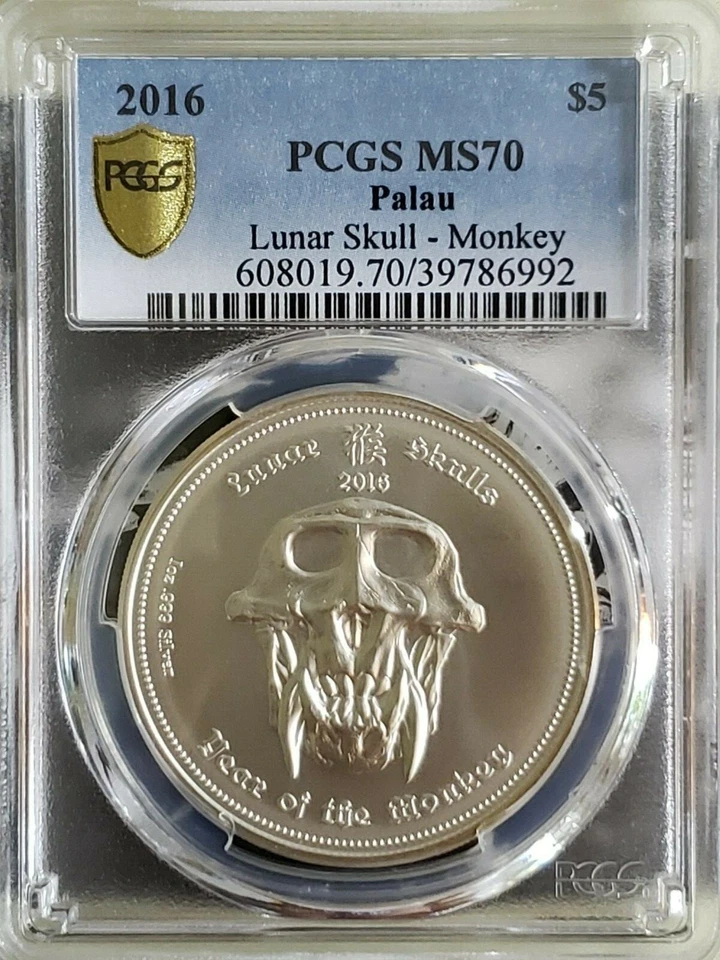 2016 $5
PCGS
PCGS MS70
Palau
Lunar Skull - Monkey
608019.70/39786992
Lunar 猴 Skulls
2016
1oz .999 Silver
Year of the Monkey
PCGS